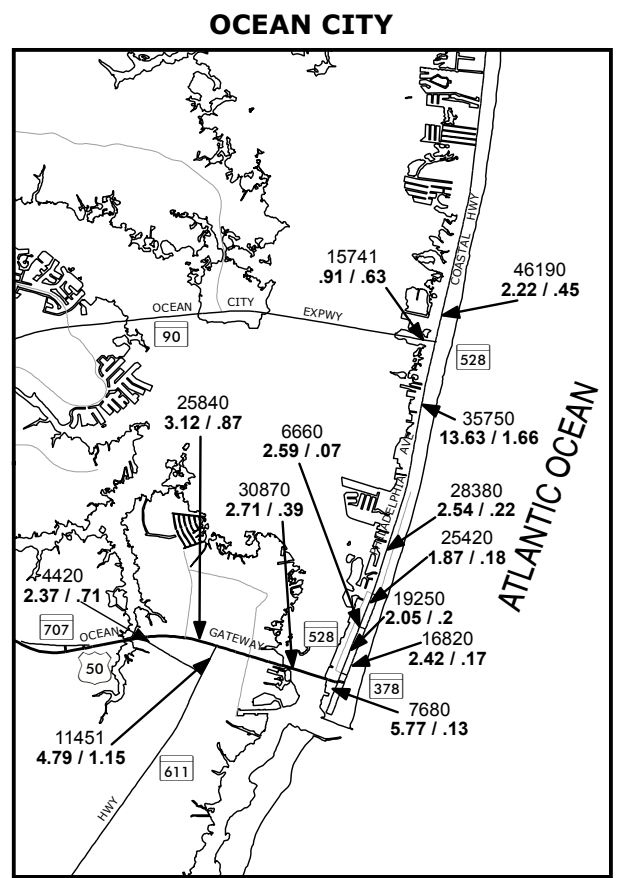 OCEAN CITY
COASTAL HWY
15741
.91 / .63
46190
2.22 / .45
OCEAN CITY EXPWY
90
528
25840
3.12 / .87
6660
2.59 / .07
35750
13.63 / 1.66
ATLANTIC OCEAN
PHILADELPHIA AVE
30870
2.71 / .39
28380
2.54 / .22
25420
1.87 / .18
4420
2.37 / .71
19250
2.05 / .2
707
OCEAN GATEWAY
528
16820
2.42 / .17
50
378
7680
5.77 / .13
11451
4.79 / 1.15
611
HWY